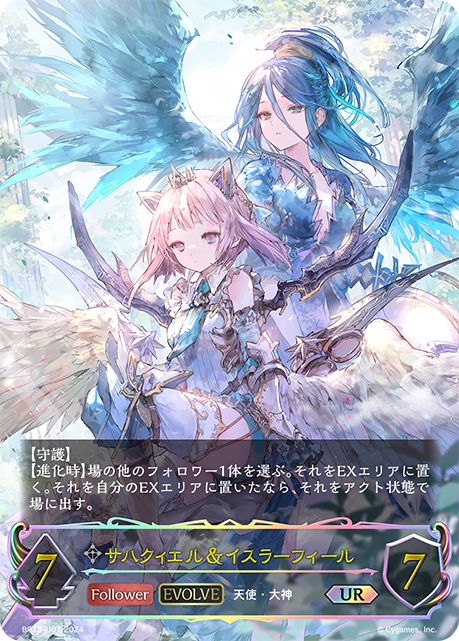 【守護】
【進化時】場の他のフォロワー1体を選ぶ。それをEXエリアに置
く。それを自分のEXエリアに置いたなら、それをアクト状態で
場に出す。
サハクィエル&イスラーフィール
7
7
Follower EVOLVE 天使・大神 UR
BP13-U07 2024 © Cygames, Inc.